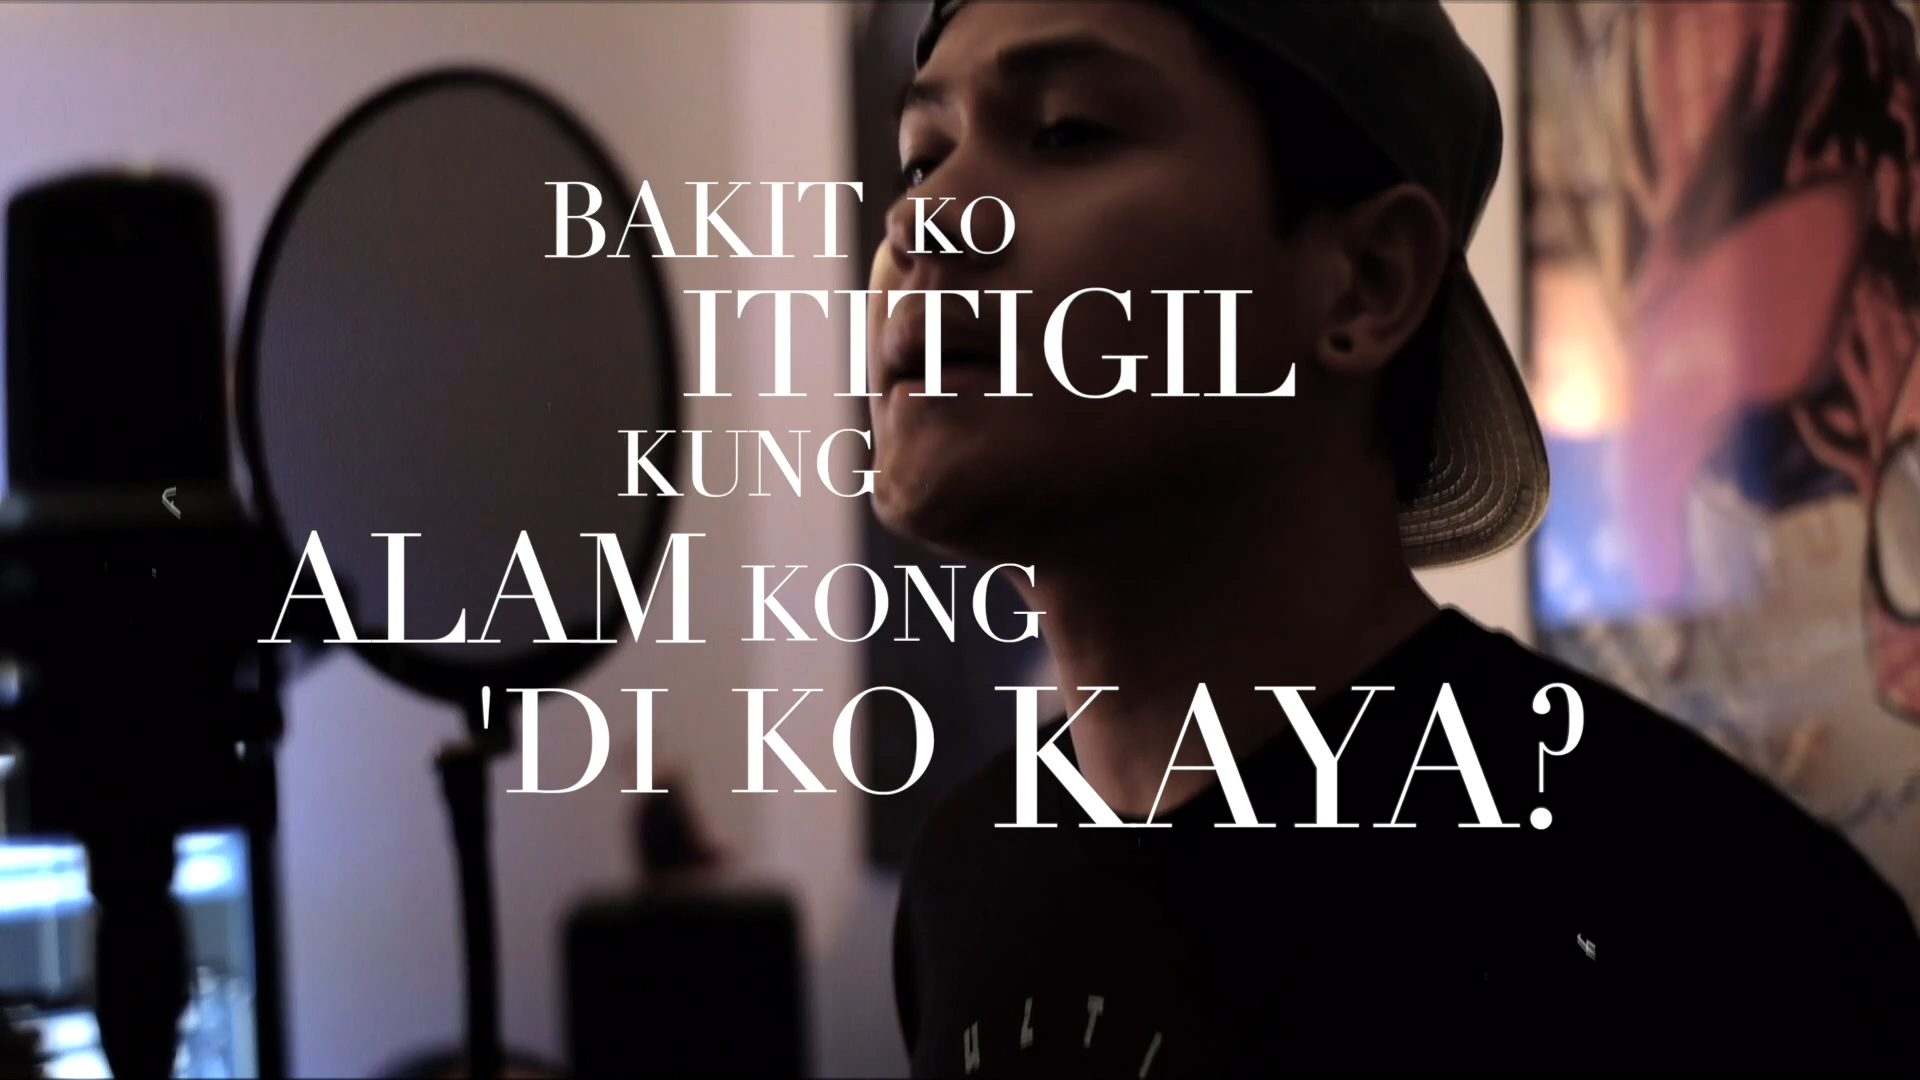 BAKIT KO
ITITIGIL
KUNG
ALAM KONG
'DI KO KAYA?